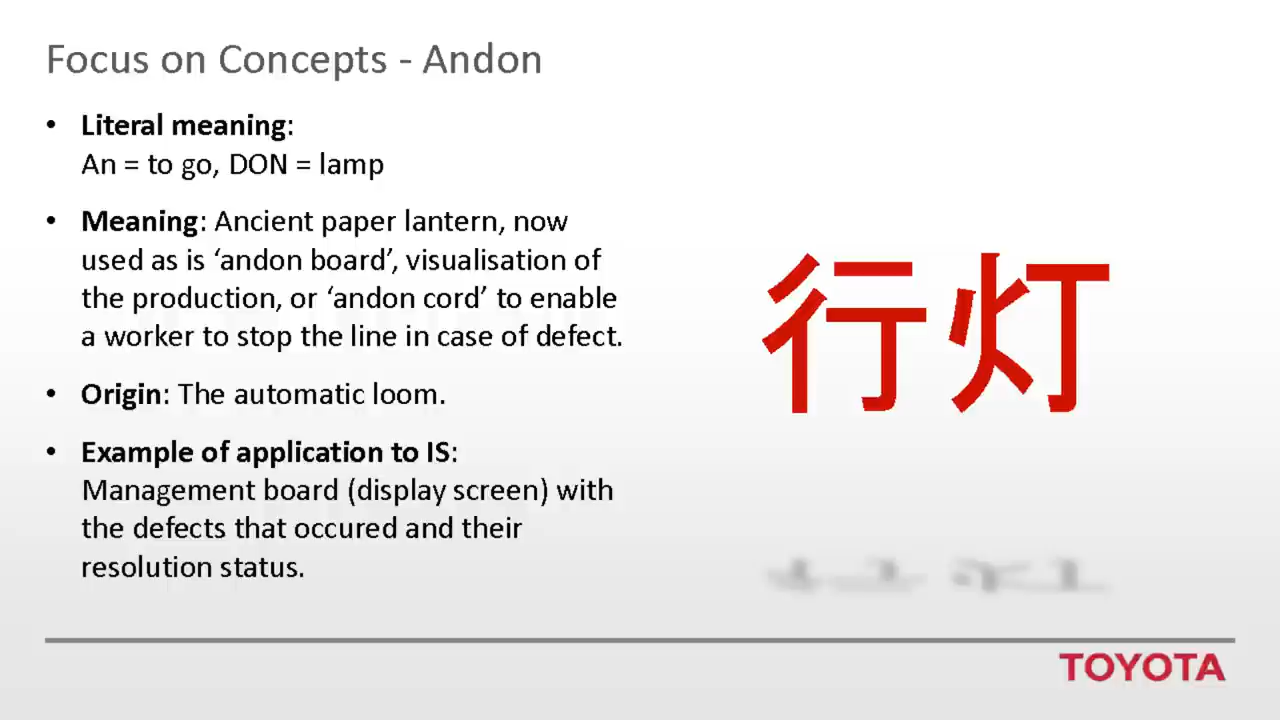 Focus on Concepts - Andon
• Literal meaning:
An = to go, DON = lamp
• Meaning: Ancient paper lantern, now
used as is ‘andon board’, visualisation of
the production, or ‘andon cord’ to enable
a worker to stop the line in case of defect.
• Origin: The automatic loom.
• Example of application to IS:
Management board (display screen) with
the defects that occured and their
resolution status.
行灯
TOYOTA